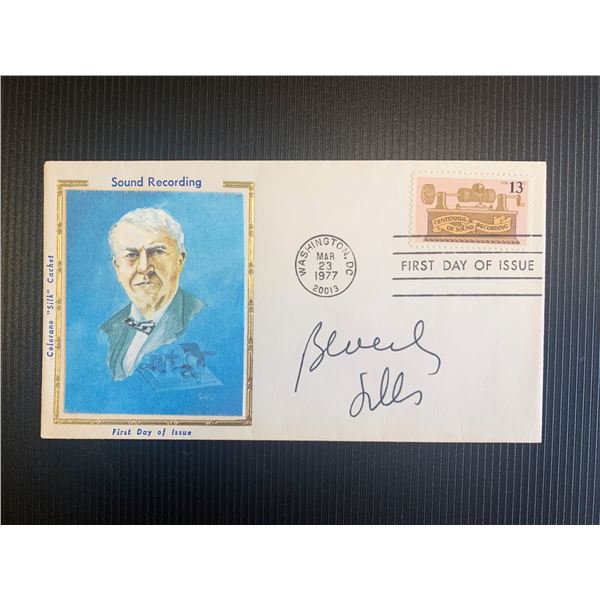 Sound Recording
Colorano "Silk" Cachet
First Day of Issue
WASHINGTON, DC
MAR
23
1977
20013
13c
CENTENNIAL
OF SOUND RECORDING
FIRST DAY OF ISSUE
Beverly
Sills